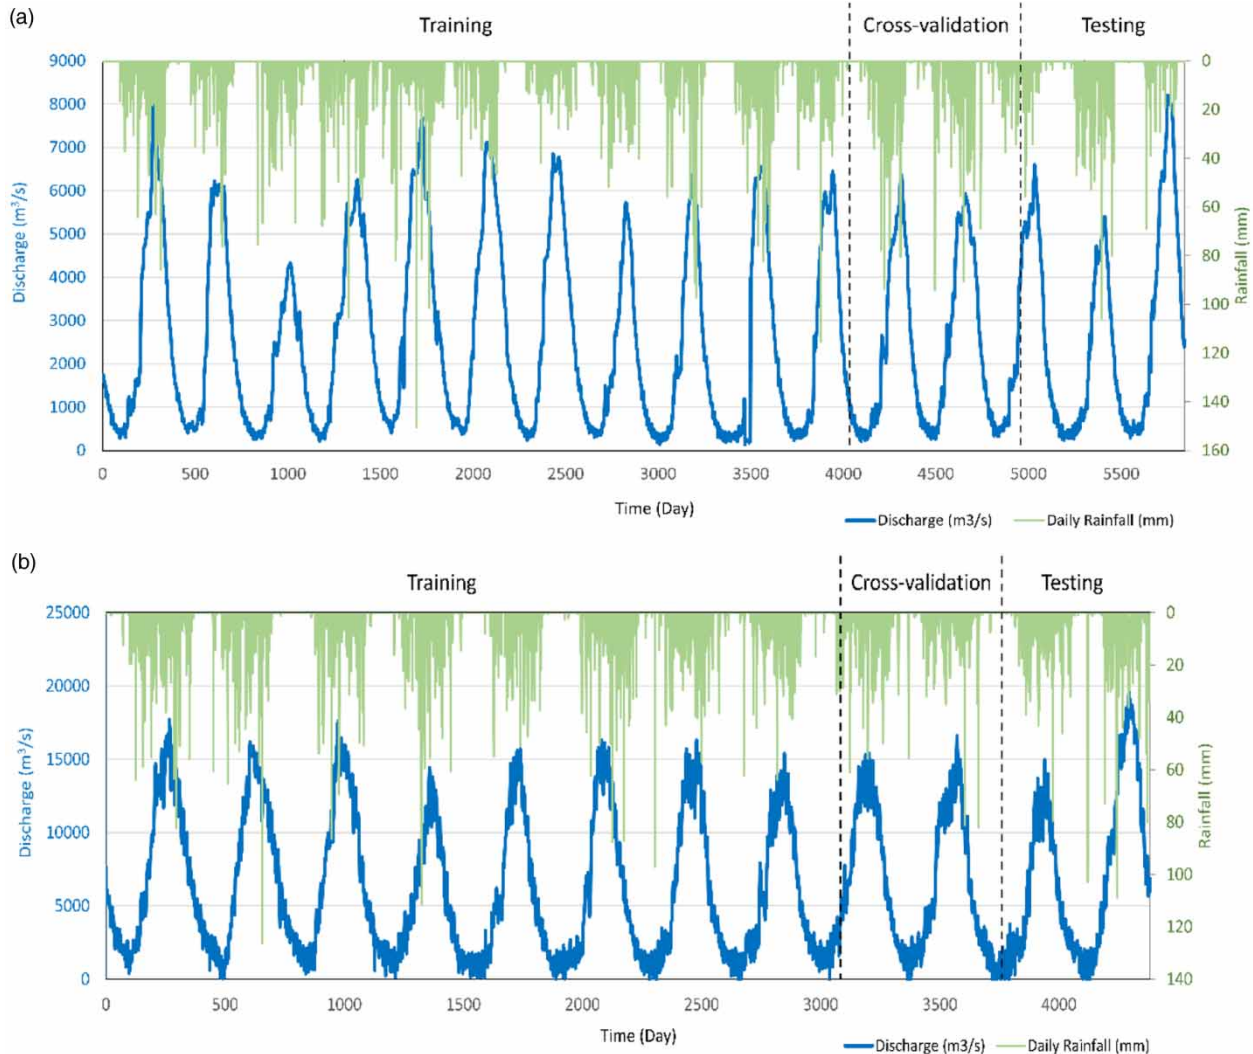 (a)
Training Cross-validation Testing
9000 0
8000 20
7000 40
6000 60
5000 80
4000 100
3000 120
2000 140
1000 160
0
Discharge (m³/s)
Rainfall (mm)
0 500 1000 1500 2000 2500 3000 3500 4000 4500 5000 5500
Time (Day)
Discharge (m3/s) Daily Rainfall (mm)
(b)
Training Cross-validation Testing
25000 0
20000 20
15000 40
10000 60
5000 80
0 100
120
140
Discharge (m³/s)
Rainfall (mm)
0 500 1000 1500 2000 2500 3000 3500 4000
Time (Day)
Discharge (m3/s) Daily Rainfall (mm)